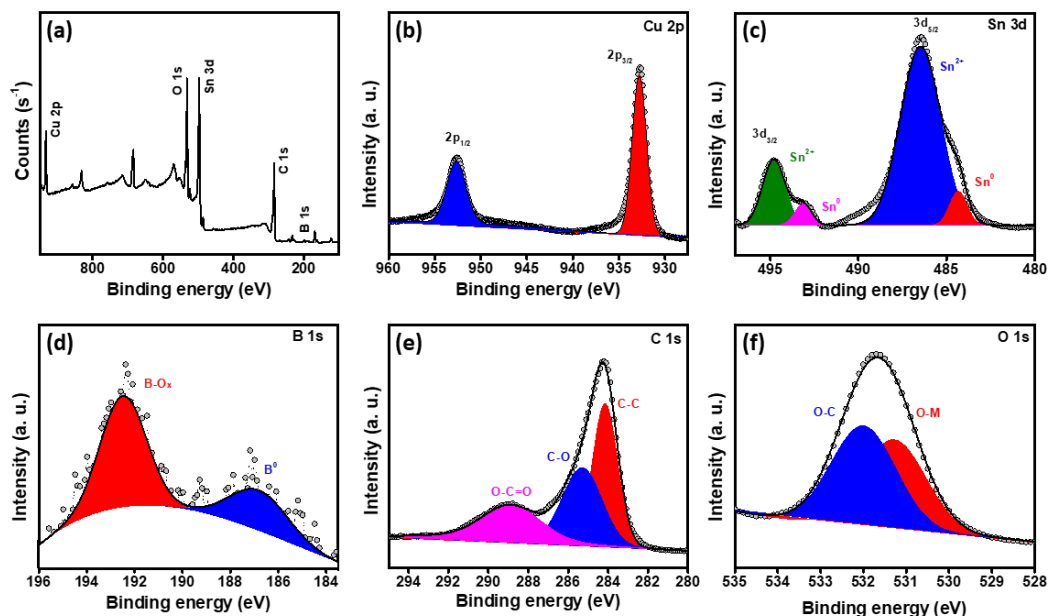 (a)
Counts (s⁻¹)
Cu 2p
O 1s
Sn 3d
C 1s
B 1s
800 600 400 200
Binding energy (eV)
(b)
Cu 2p
Intensity (a. u.)
2p1/2
2p3/2
960 955 950 945 940 935 930
Binding energy (eV)
(c)
Sn 3d
Intensity (a. u.)
3d5/2
Sn²⁺
3d3/2
Sn²⁺
Sn⁰
Sn⁰
495 490 485 480
Binding energy (eV)
(d)
B 1s
Intensity (a. u.)
B-Ox
B⁰
196 194 192 190 188 186 184
Binding energy (eV)
(e)
C 1s
Intensity (a. u.)
C-C
C-O
O-C=O
296 292 288 284 280
Binding energy (eV)
(f)
O 1s
Intensity (a. u.)
O-C
O-M
535 534 533 532 531 530 529 528
Binding energy (eV)